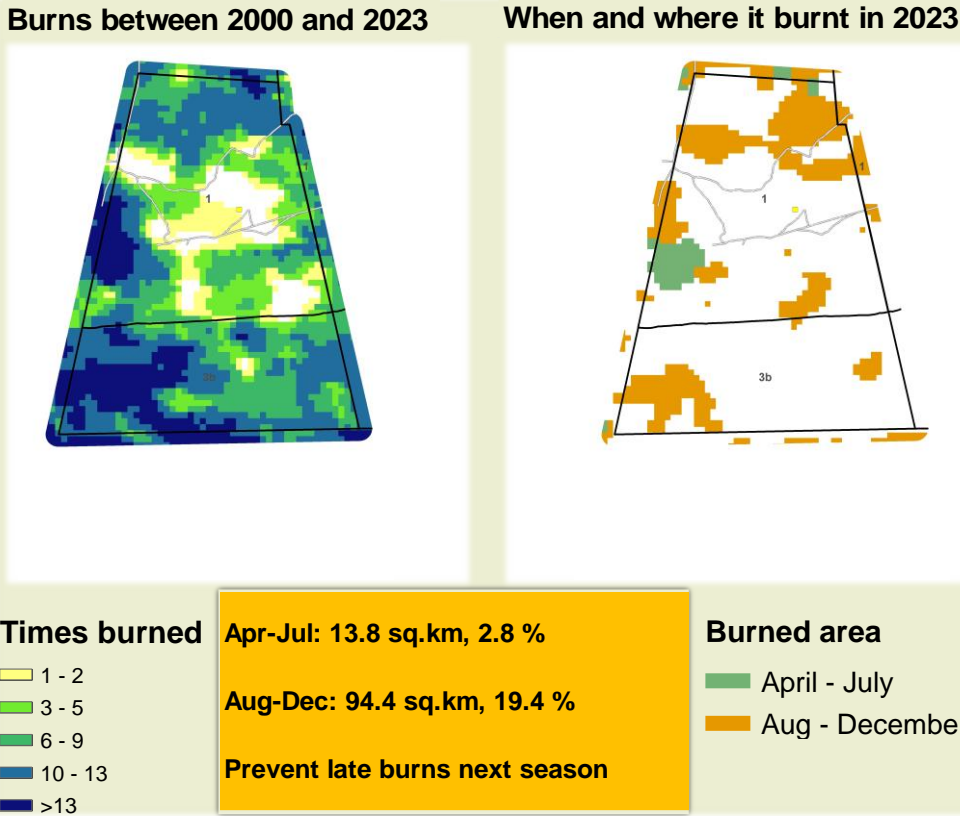 Burns between 2000 and 2023
When and where it burnt in 2023
1
1
3b
1
1
3b
Times burned
1 - 2
3 - 5
6 - 9
10 - 13
>13
Apr-Jul: 13.8 sq.km, 2.8 %
Aug-Dec: 94.4 sq.km, 19.4 %
Prevent late burns next season
Burned area
April - July
Aug - Decembe